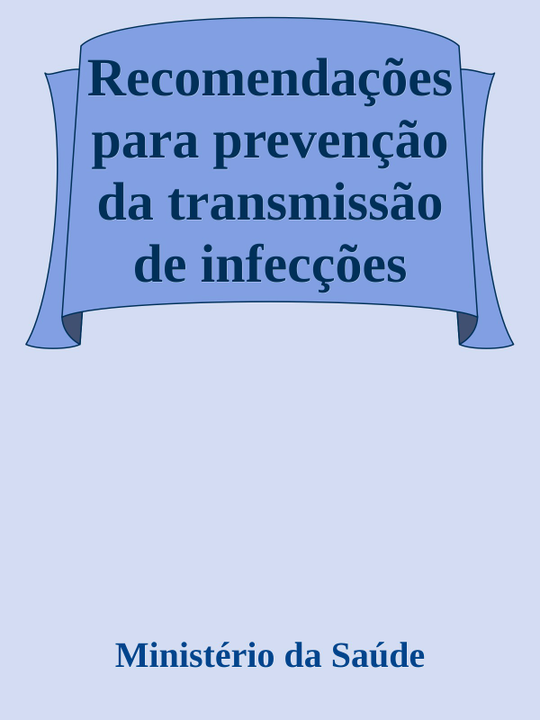 Recomendações
para prevenção
da transmissão
de infecções
Ministério da Saúde